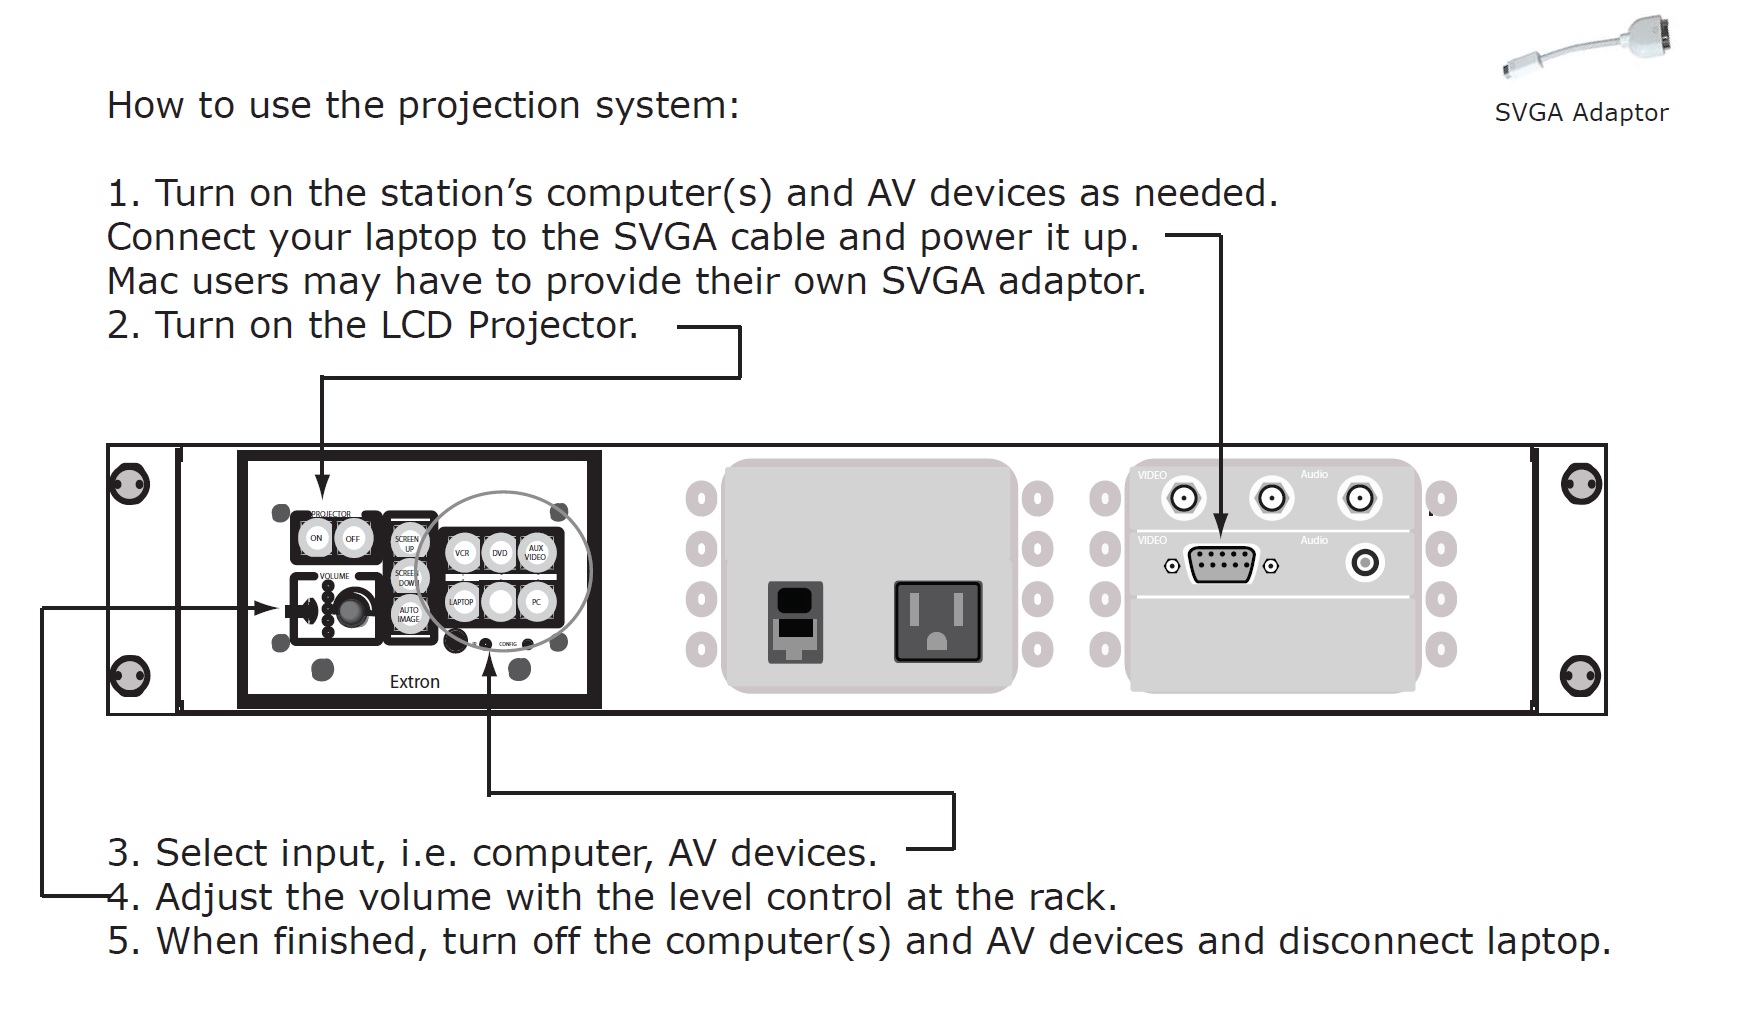 SVGA Adaptor
How to use the projection system:
1. Turn on the station’s computer(s) and AV devices as needed.
Connect your laptop to the SVGA cable and power it up.
Mac users may have to provide their own SVGA adaptor.
2. Turn on the LCD Projector.
PROJECTOR
ON OFF
VOLUME
SCREEN
UP
SCREEN
DOWN
AUTO
IMAGE
VCR DVD AUX
VIDEO
LAPTOP PC
CONFIG
Extron
VIDEO Audio
VIDEO Audio
3. Select input, i.e. computer, AV devices.
4. Adjust the volume with the level control at the rack.
5. When finished, turn off the computer(s) and AV devices and disconnect laptop.